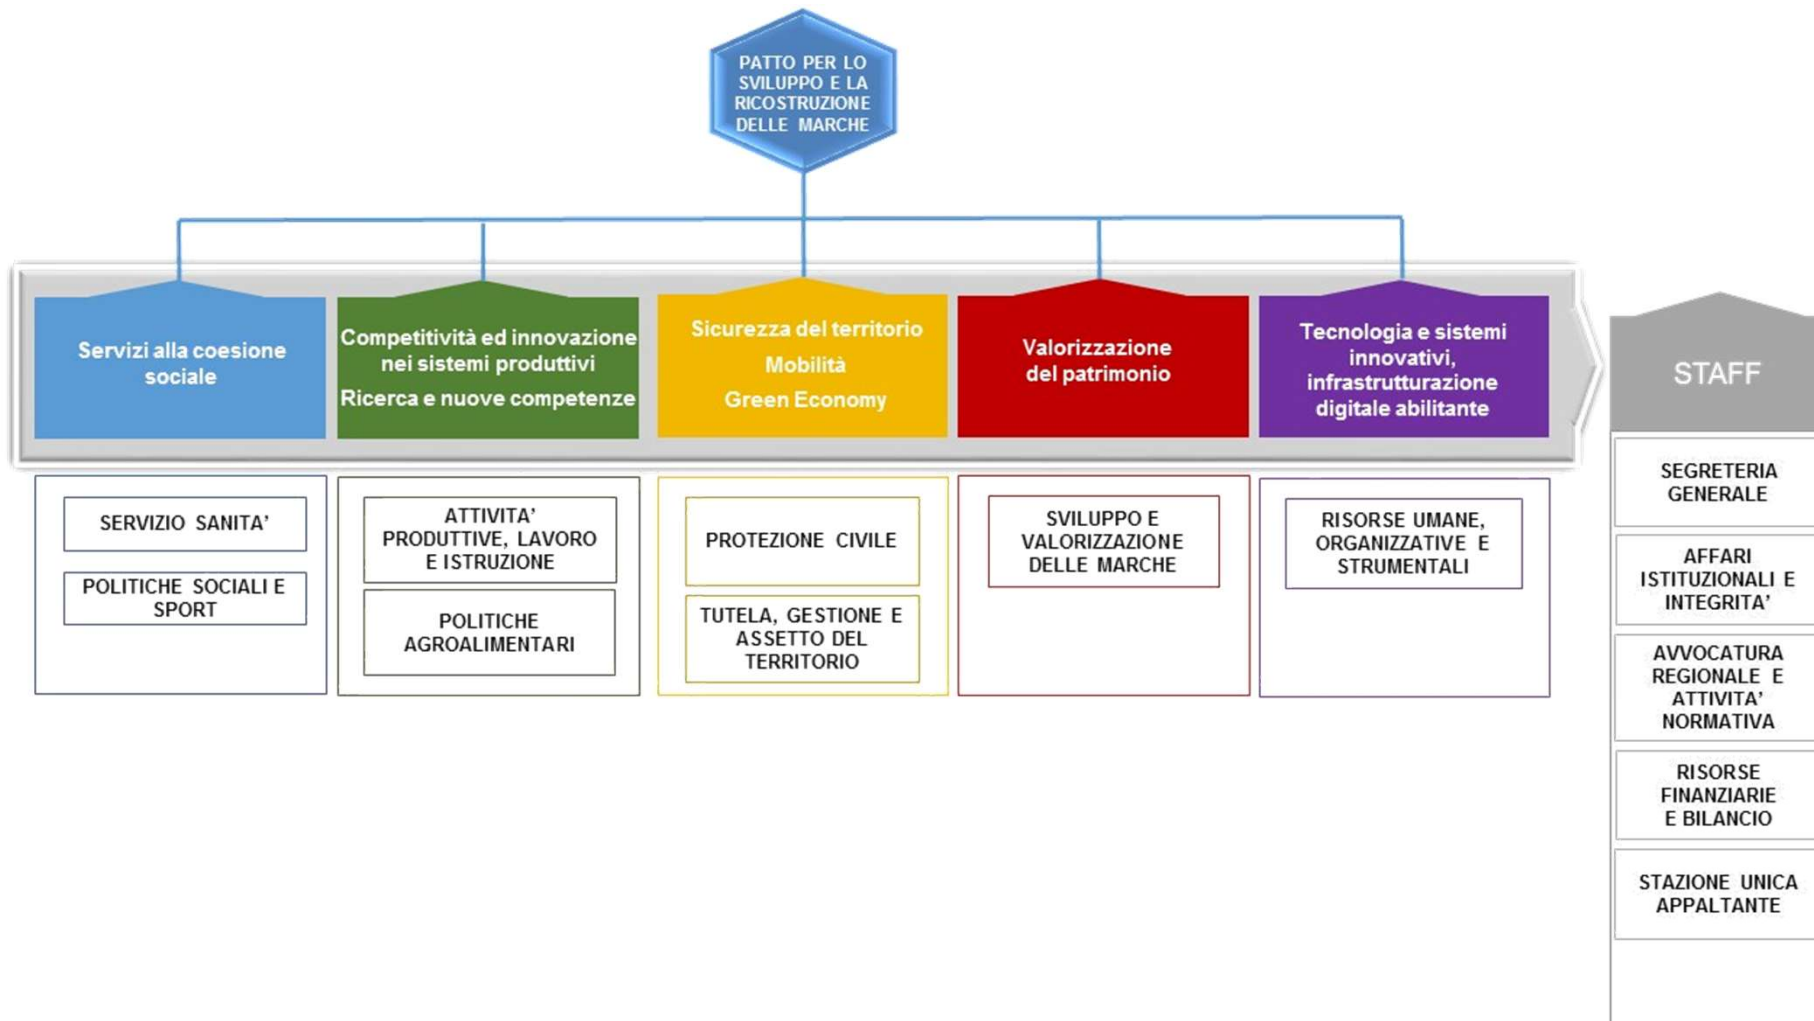 PATTO PER LO
SVILUPPO E LA
RICOSTRUZIONE
DELLE MARCHE
Servizi alla coesione
sociale
Competitività ed innovazione
nei sistemi produttivi
Ricerca e nuove competenze
Sicurezza del territorio
Mobilità
Green Economy
Valorizzazione
del patrimonio
Tecnologia e sistemi
innovativi,
infrastrutturazione
digitale abilitante
STAFF
SERVIZIO SANITA'
POLITICHE SOCIALI E
SPORT
ATTIVITA'
PRODUTTIVE, LAVORO
E ISTRUZIONE
POLITICHE
AGROALIMENTARI
PROTEZIONE CIVILE
TUTELA, GESTIONE E
ASSETTO DEL
TERRITORIO
SVILUPPO E
VALORIZZAZIONE
DELLE MARCHE
RISORSE UMANE,
ORGANIZZATIVE E
STRUMENTALI
SEGRETERIA
GENERALE
AFFARI
ISTITUZIONALI E
INTEGRITA'
AVVOCATURA
REGIONALE E
ATTIVITA'
NORMATIVA
RISORSE
FINANZIARIE
E BILANCIO
STAZIONE UNICA
APPALTANTE